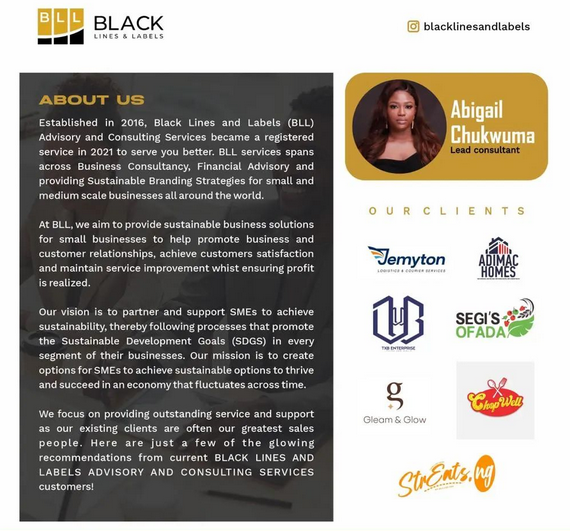 BLL BLACK
LINES & LABELS
blacklinesandlabels
ABOUT US
Established in 2016, Black Lines and Labels (BLL)
Advisory and Consulting Services became a registered
service in 2021 to serve you better. BLL services spans
across Business Consultancy, Financial Advisory and
providing Sustainable Branding Strategies for small and
medium scale businesses all around the world.
At BLL, we aim to provide sustainable business solutions
for small businesses to help promote business and
customer relationships, achieve customers satisfaction
and maintain service improvement whist ensuring profit
is realized.
Our vision is to partner and support SMEs to achieve
sustainability, thereby following processes that promote
the Sustainable Development Goals (SDGS) in every
segment of their businesses. Our mission is to create
options for SMEs to achieve sustainable options to thrive
and succeed in an economy that fluctuates across time.
We focus on providing outstanding service and support
as our existing clients are often our greatest sales
people. Here are just a few of the glowing
recommendations from current BLACK LINES AND
LABELS ADVISORY AND CONSULTING SERVICES
customers!
Abigail
Chukwuma
Lead consultant
OUR CLIENTS
Jemyton
LOGISTICS & COURIER SERVICES
ADIMAC
HOMES
TKB ENTERPRISE
SEGI'S
OFADA
g
Gleam & Glow
ChopWell
StrEats.ng